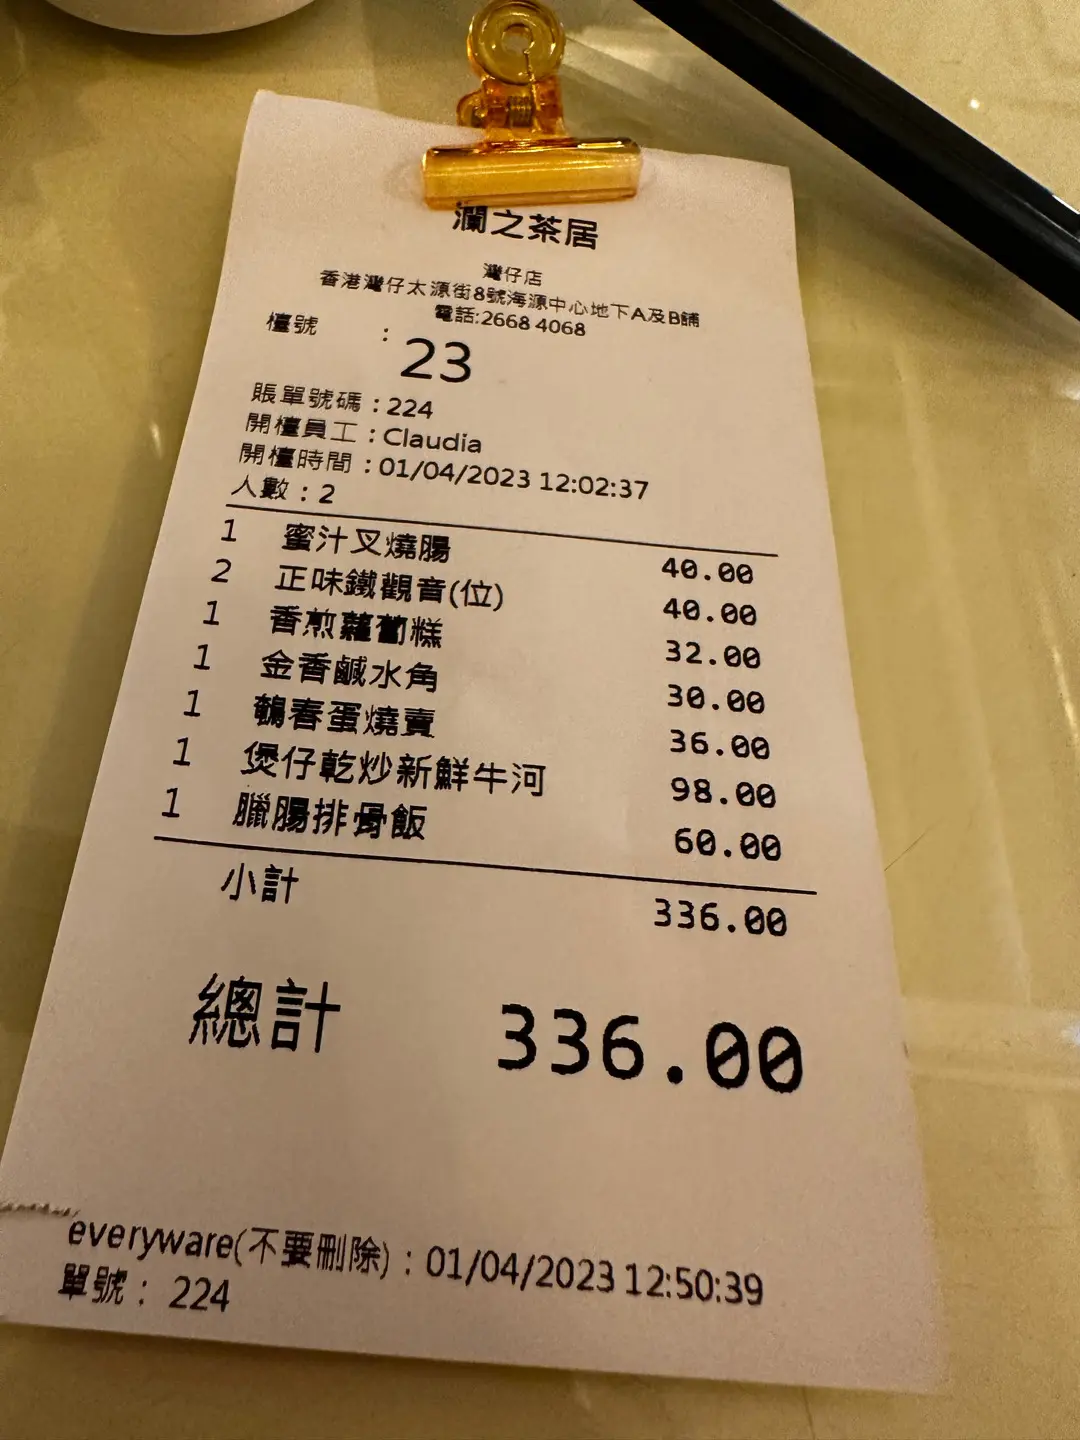 瀾之茶居
灣仔店
香港灣仔太源街8號海源中心地下A及B舖
電話:2668 4068
檯號 : 23
賬單號碼 : 224
開檯員工 : Claudia
開檯時間 : 01/04/2023 12:02:37
人數 : 2
1 蜜汁叉燒腸 40.00
2 正味鐵觀音(位) 40.00
1 香煎蘿蔔糕 32.00
1 金香鹹水角 30.00
1 鵪春蛋燒賣 36.00
1 煲仔乾炒新鮮牛河 98.00
1 臘腸排骨飯 60.00
小計 336.00
總計 336.00
everyware(不要刪除) : 01/04/2023 12:50:39
單號 : 224